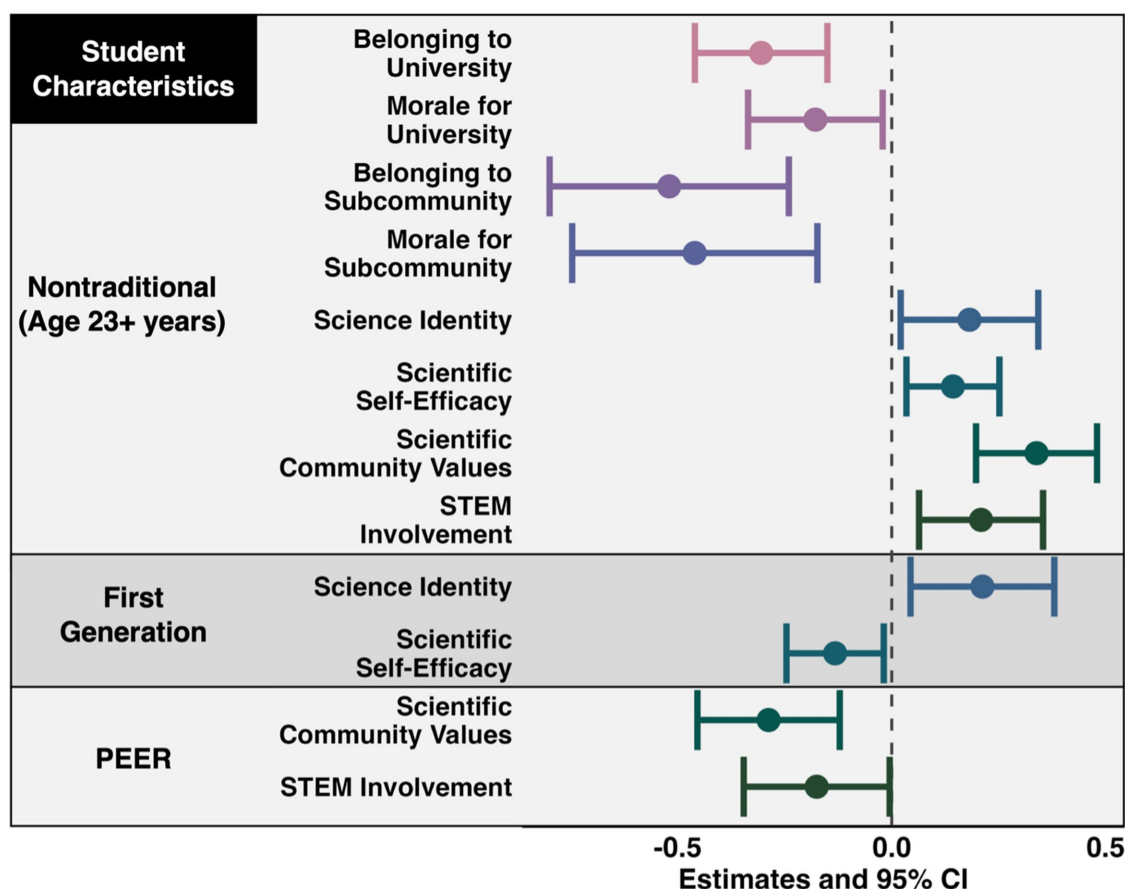 Student
Characteristics
Belonging to
University
Morale for
University
Belonging to
Subcommunity
Morale for
Subcommunity
Nontraditional
(Age 23+ years)
Science Identity
Scientific
Self-Efficacy
Scientific
Community Values
STEM
Involvement
First
Generation
Science Identity
Scientific
Self-Efficacy
PEER
Scientific
Community Values
STEM Involvement
-0.5 0.0 0.5
Estimates and 95% CI